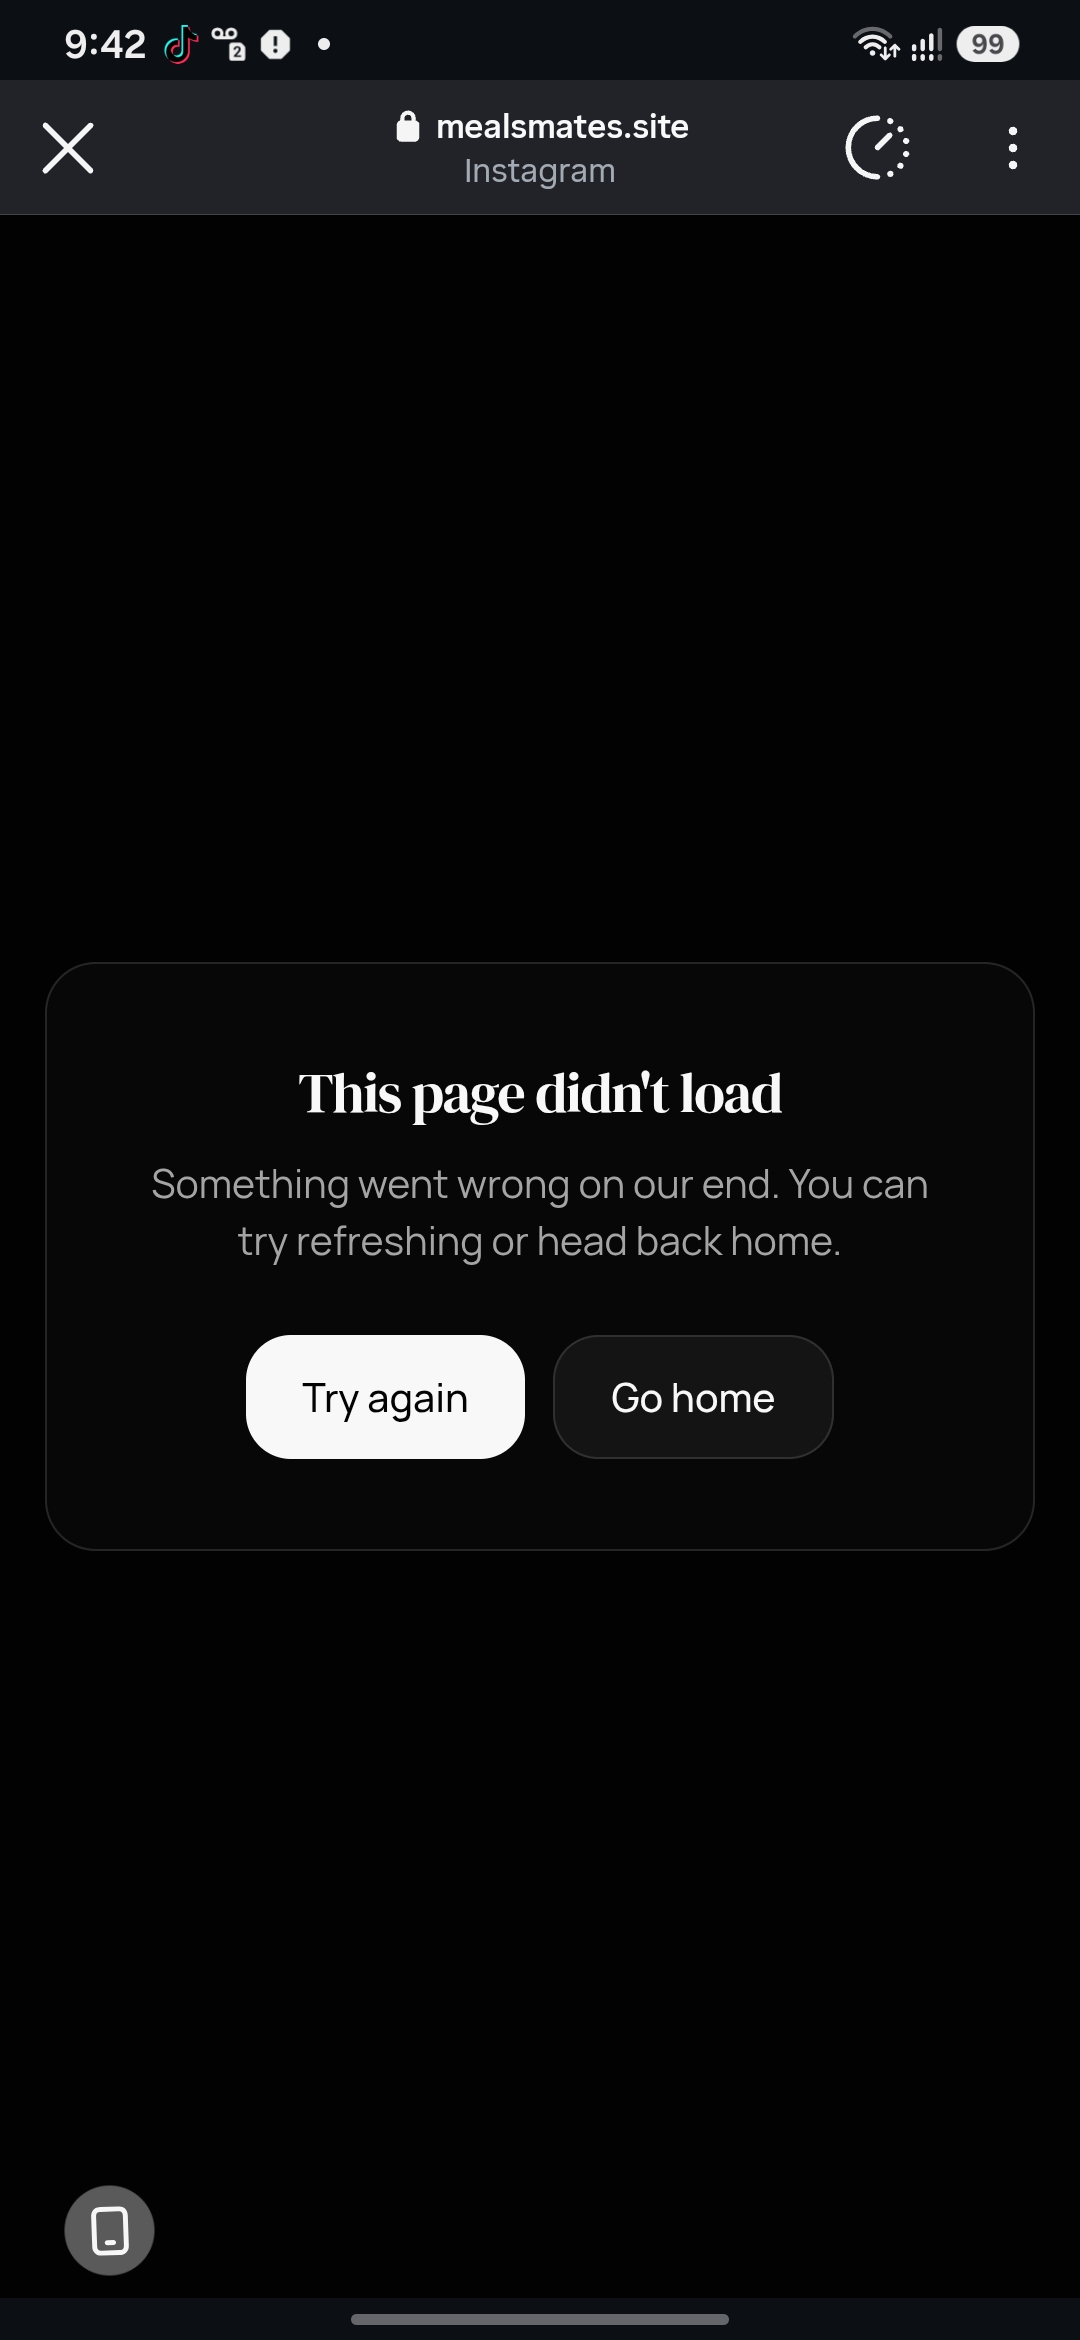 9:42
2
99
mealsmates.site
Instagram
This page didn't load
Something went wrong on our end. You can
try refreshing or head back home.
Try again
Go home